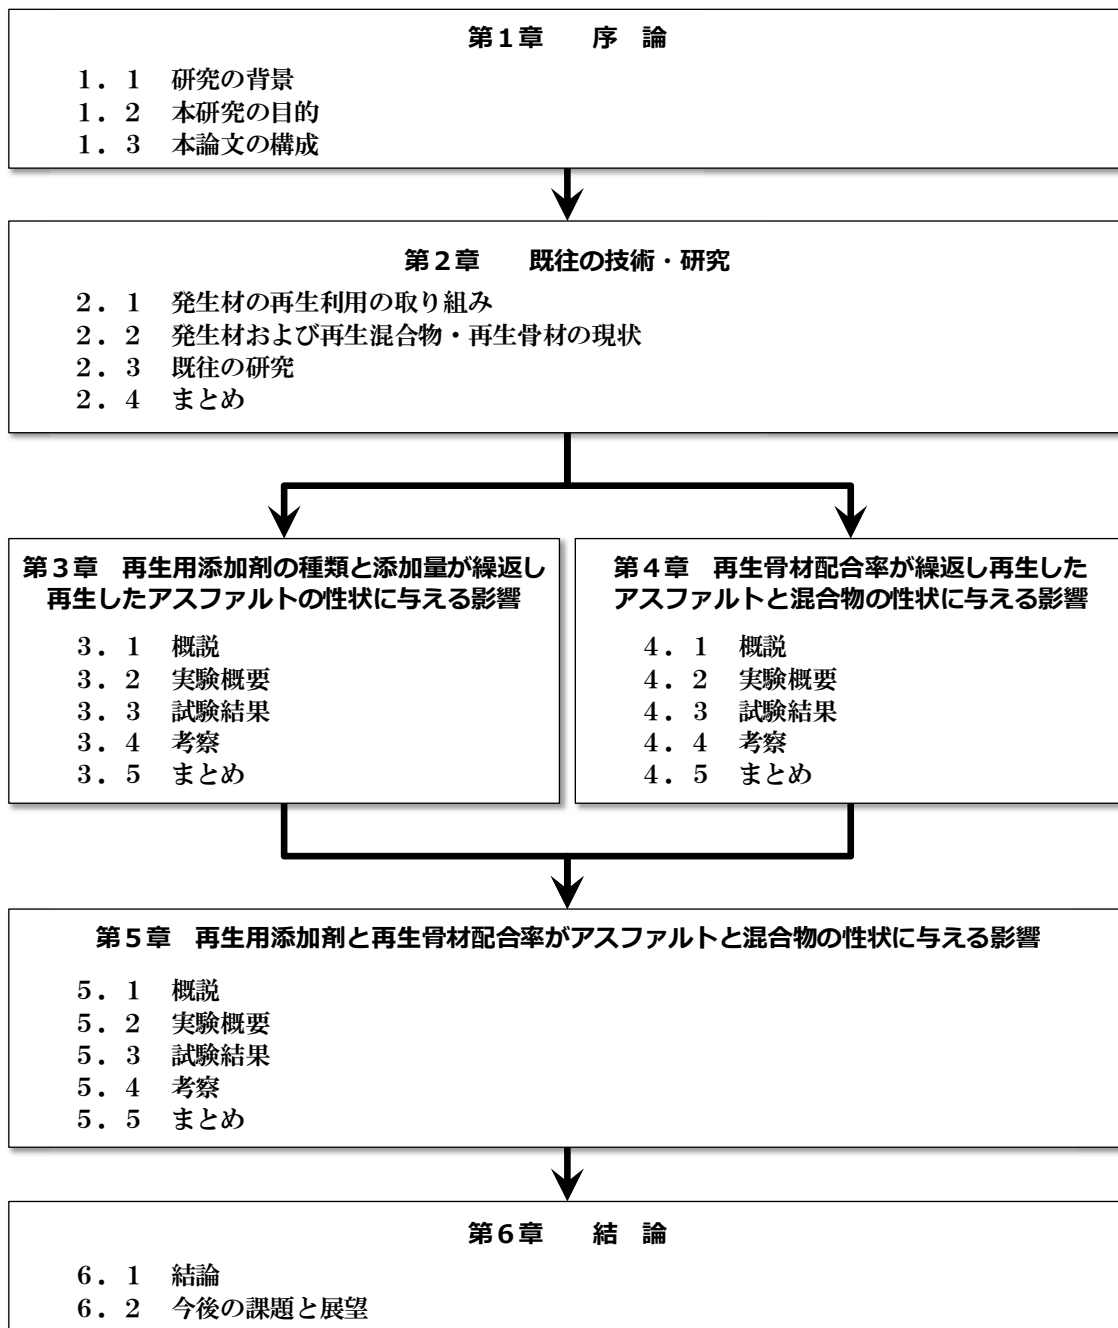 第１章　　序　論
１．１　研究の背景
１．２　本研究の目的
１．３　本論文の構成
第２章　　既往の技術・研究
２．１　発生材の再生利用の取り組み
２．２　発生材および再生混合物・再生骨材の現状
２．３　既往の研究
２．４　まとめ
第３章　再生用添加剤の種類と添加量が繰返し
再生したアスファルトの性状に与える影響
３．１　概説
３．２　実験概要
３．３　試験結果
３．４　考察
３．５　まとめ
第４章　再生骨材配合率が繰返し再生した
アスファルトと混合物の性状に与える影響
４．１　概説
４．２　実験概要
４．３　試験結果
４．４　考察
４．５　まとめ
第５章　再生用添加剤と再生骨材配合率がアスファルトと混合物の性状に与える影響
５．１　概説
５．２　実験概要
５．３　試験結果
５．４　考察
５．５　まとめ
第６章　　結　論
６．１　結論
６．２　今後の課題と展望